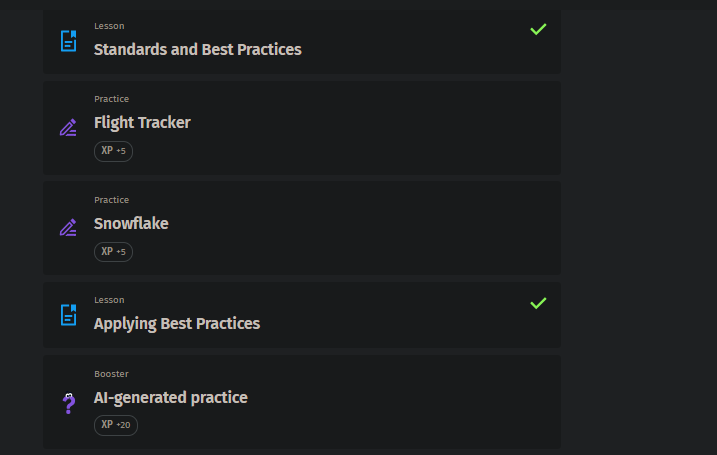 Lesson
Standards and Best Practices
Practice
Flight Tracker
XP +5
Practice
Snowflake
XP +5
Lesson
Applying Best Practices
Booster
AI-generated practice
XP +20